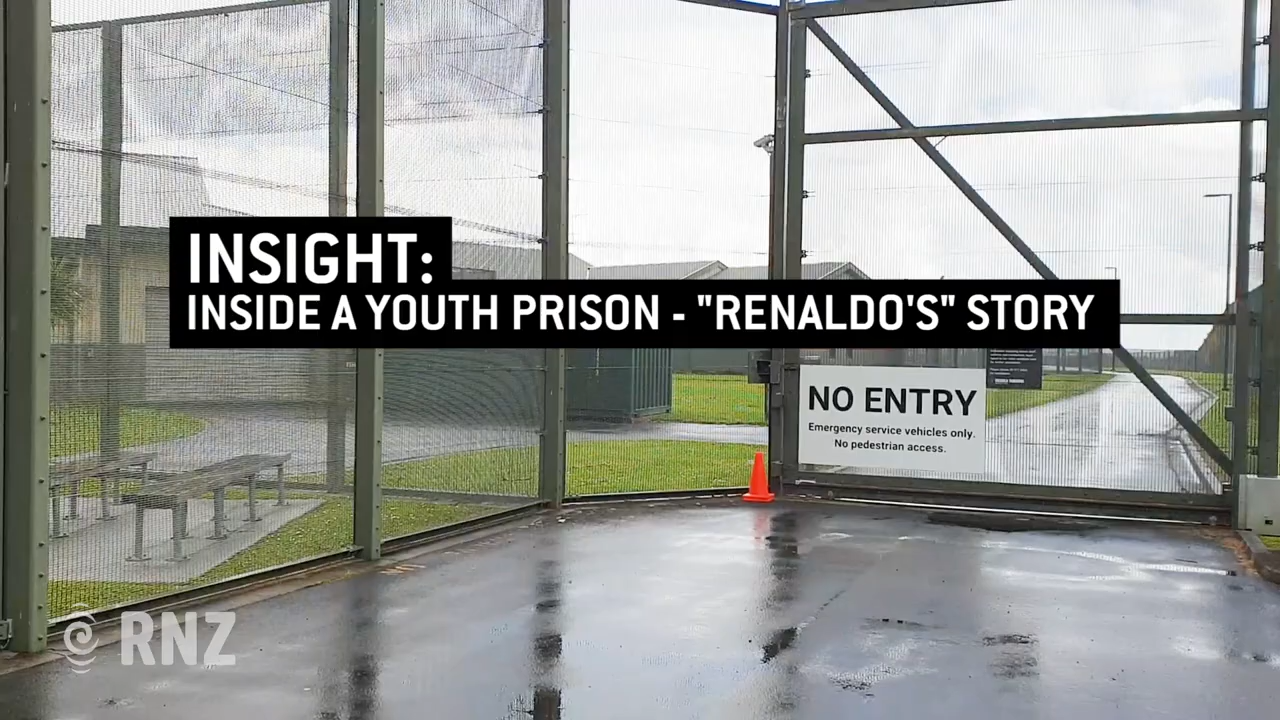 INSIGHT:
INSIDE A YOUTH PRISON - "RENALDO'S" STORY
NO ENTRY
Emergency service vehicles only.
No pedestrian access.
RNZ